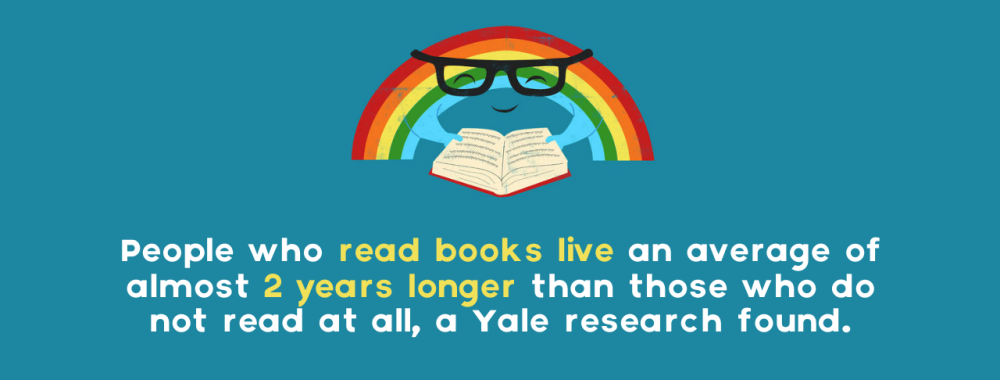 People who read books live an average of
almost 2 years longer than those who do
not read at all, a Yale research found.